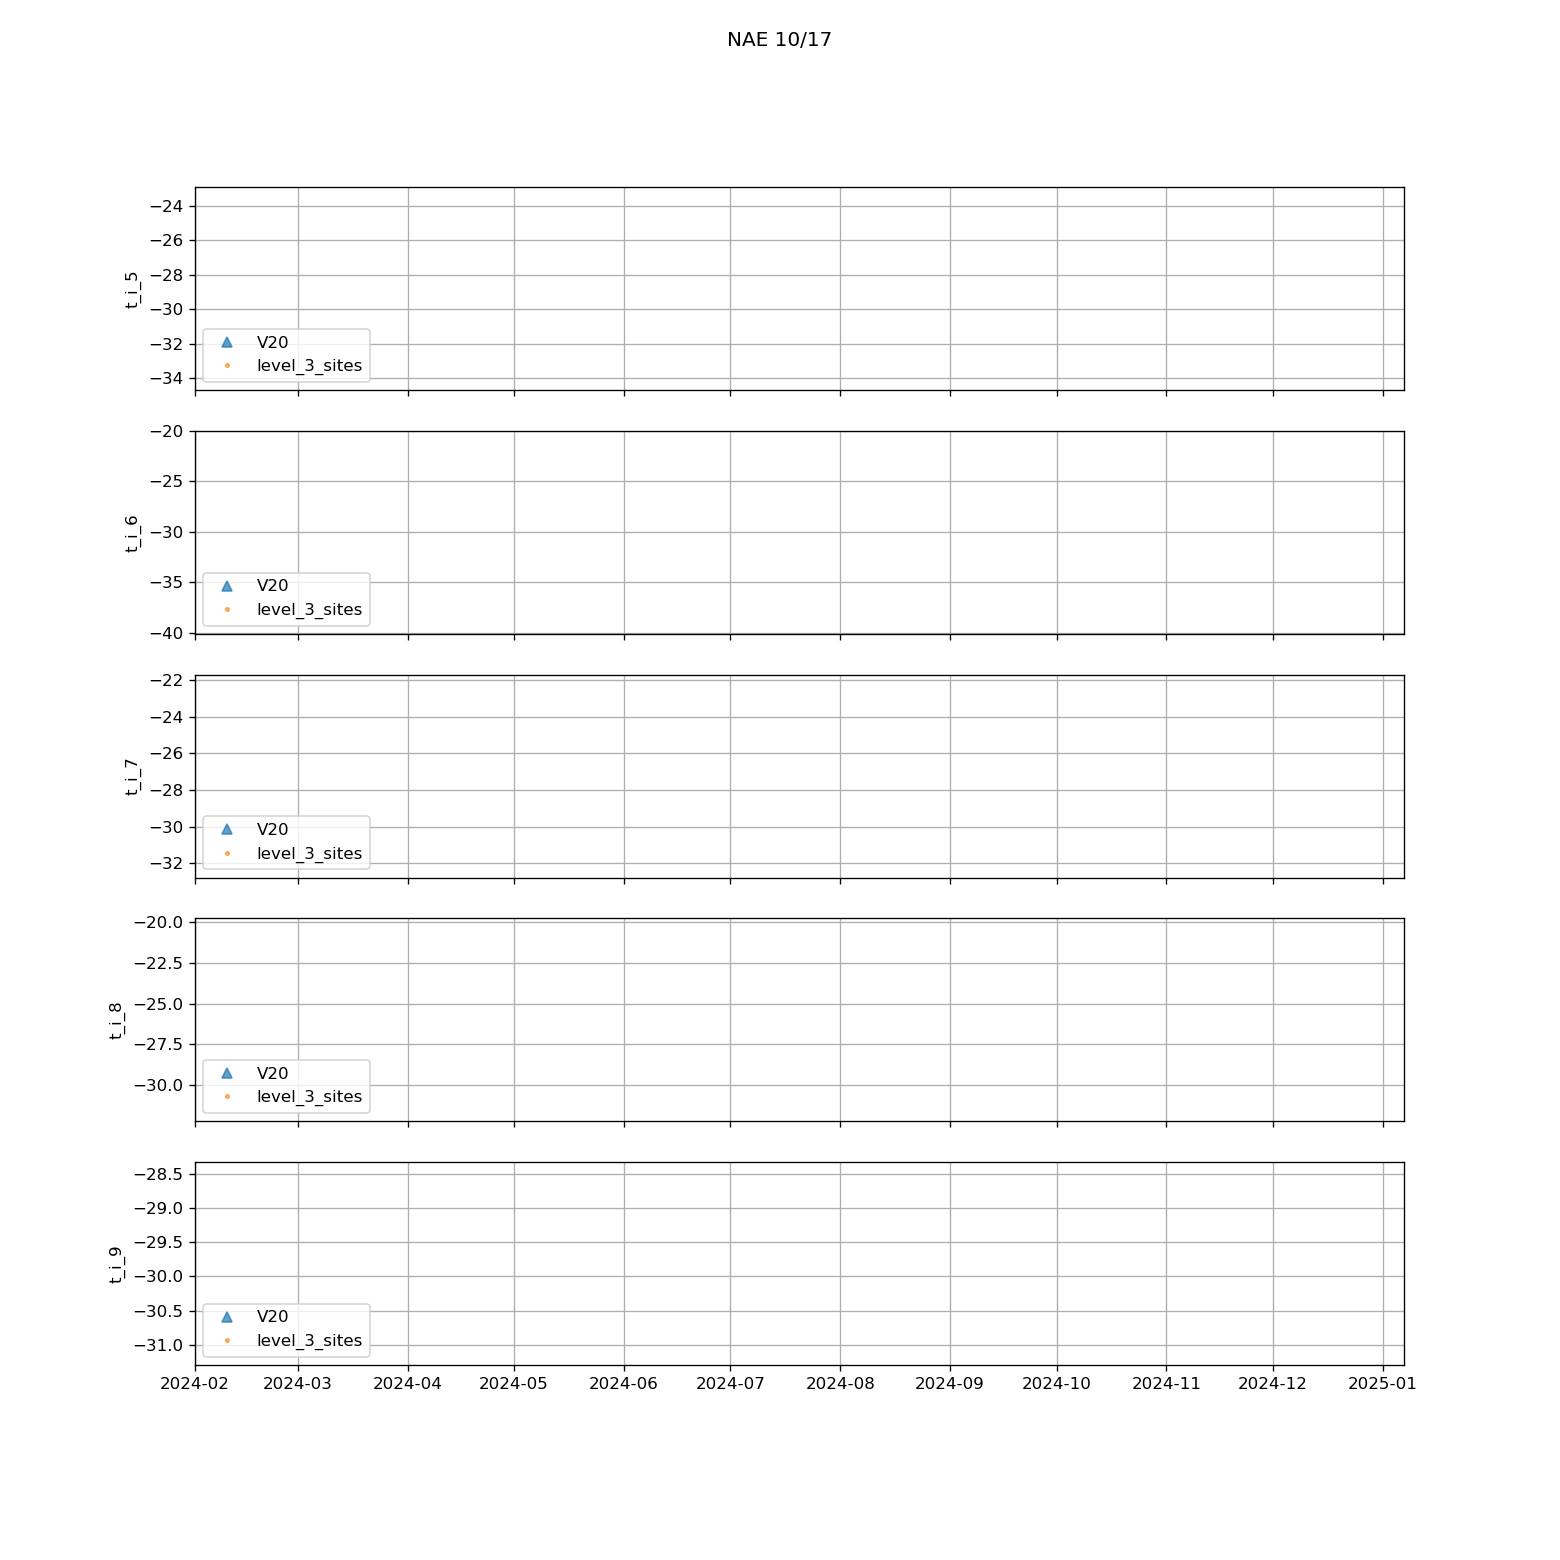 NAE 10/17
−24
−26
−28
−30
−32
−34
t_i_5
V20
level_3_sites
−20
−25
−30
−35
−40
t_i_6
V20
level_3_sites
−22
−24
−26
−28
−30
−32
t_i_7
V20
level_3_sites
−20.0
−22.5
−25.0
−27.5
−30.0
t_i_8
V20
level_3_sites
−28.5
−29.0
−29.5
−30.0
−30.5
−31.0
t_i_9
V20
level_3_sites
2024-02 2024-03 2024-04 2024-05 2024-06 2024-07 2024-08 2024-09 2024-10 2024-11 2024-12 2025-01